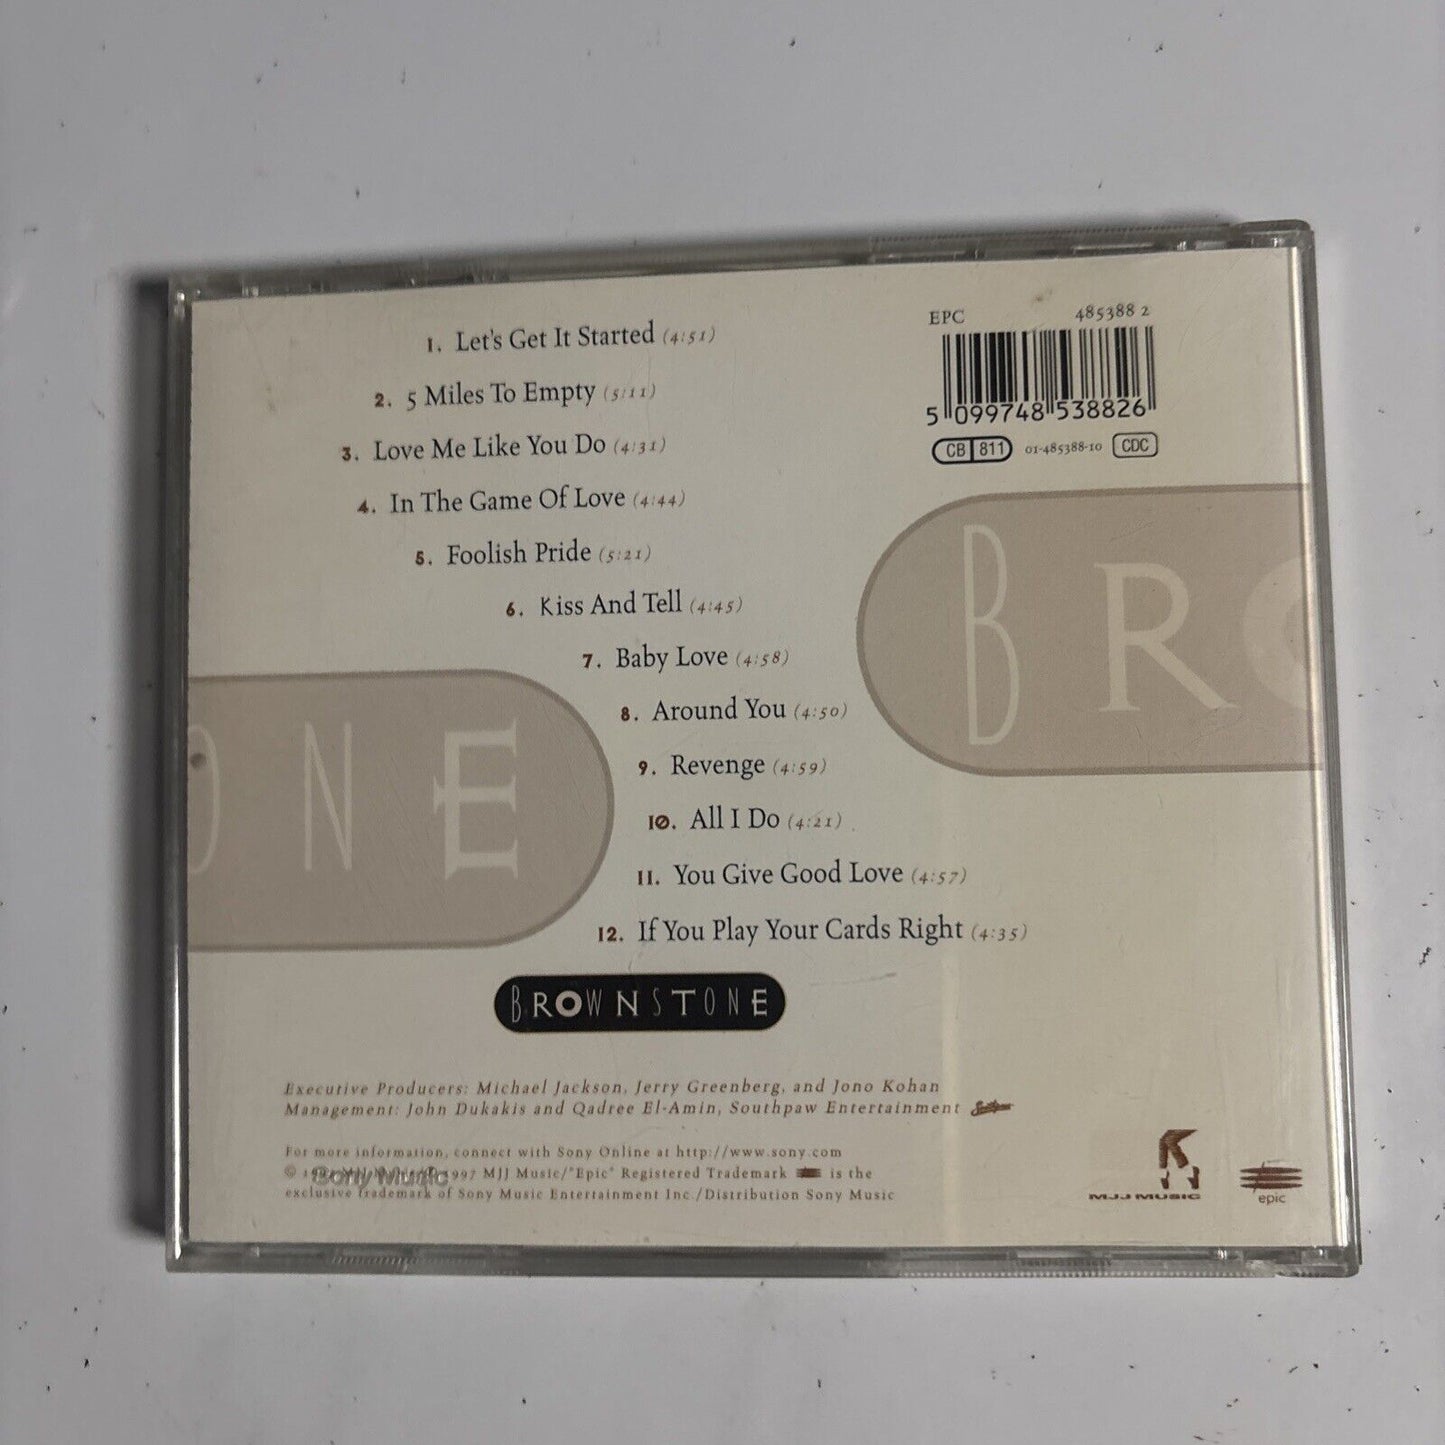 1. Let's Get It Started (4:51)
2. 5 Miles To Empty (5:11)
3. Love Me Like You Do (4:31)
4. In The Game Of Love (4:44)
5. Foolish Pride (5:21)
6. Kiss And Tell (4:45)
7. Baby Love (4:58)
8. Around You (4:50)
9. Revenge (4:59)
10. All I Do (4:21)
11. You Give Good Love (4:57)
12. If You Play Your Cards Right (4:35)
EPC 485388 2
5 099748 538826
CB 811 01-485388-10 CDC
BRO
ONE
BROWNSTONE
Executive Producers: Michael Jackson, Jerry Greenberg, and Jono Kohan
Management: John Dukakis and Qadree El-Amin, Southpaw Entertainment
For more information, connect with Sony Online at http://www.sony.com
© 1997 MJJ Music/"Epic" Registered Trademark is the
exclusive trademark of Sony Music Entertainment Inc./Distribution Sony Music
Sony Music
MJJ MUSIC
epic